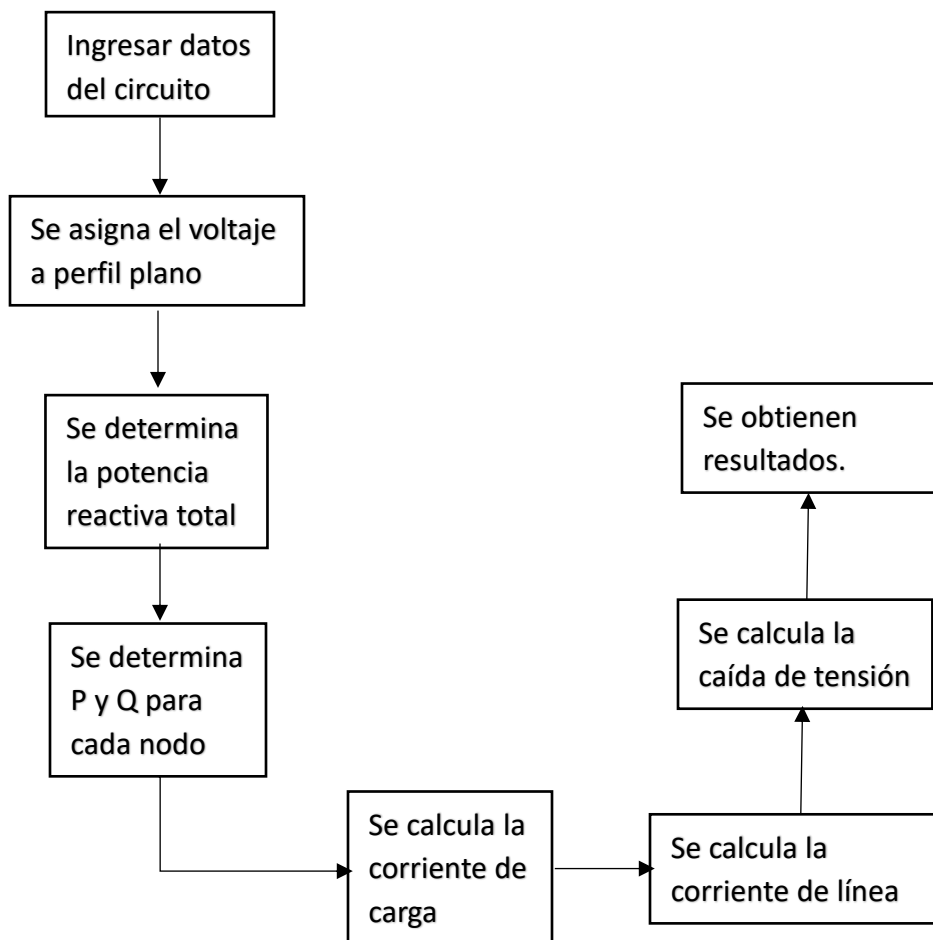 Ingresar datos
del circuito
Se asigna el voltaje
a perfil plano
Se determina
la potencia
reactiva total
Se determina
P y Q para
cada nodo
Se calcula la
corriente de
carga
Se calcula la
corriente de línea
Se calcula la
caída de tensión
Se obtienen
resultados.